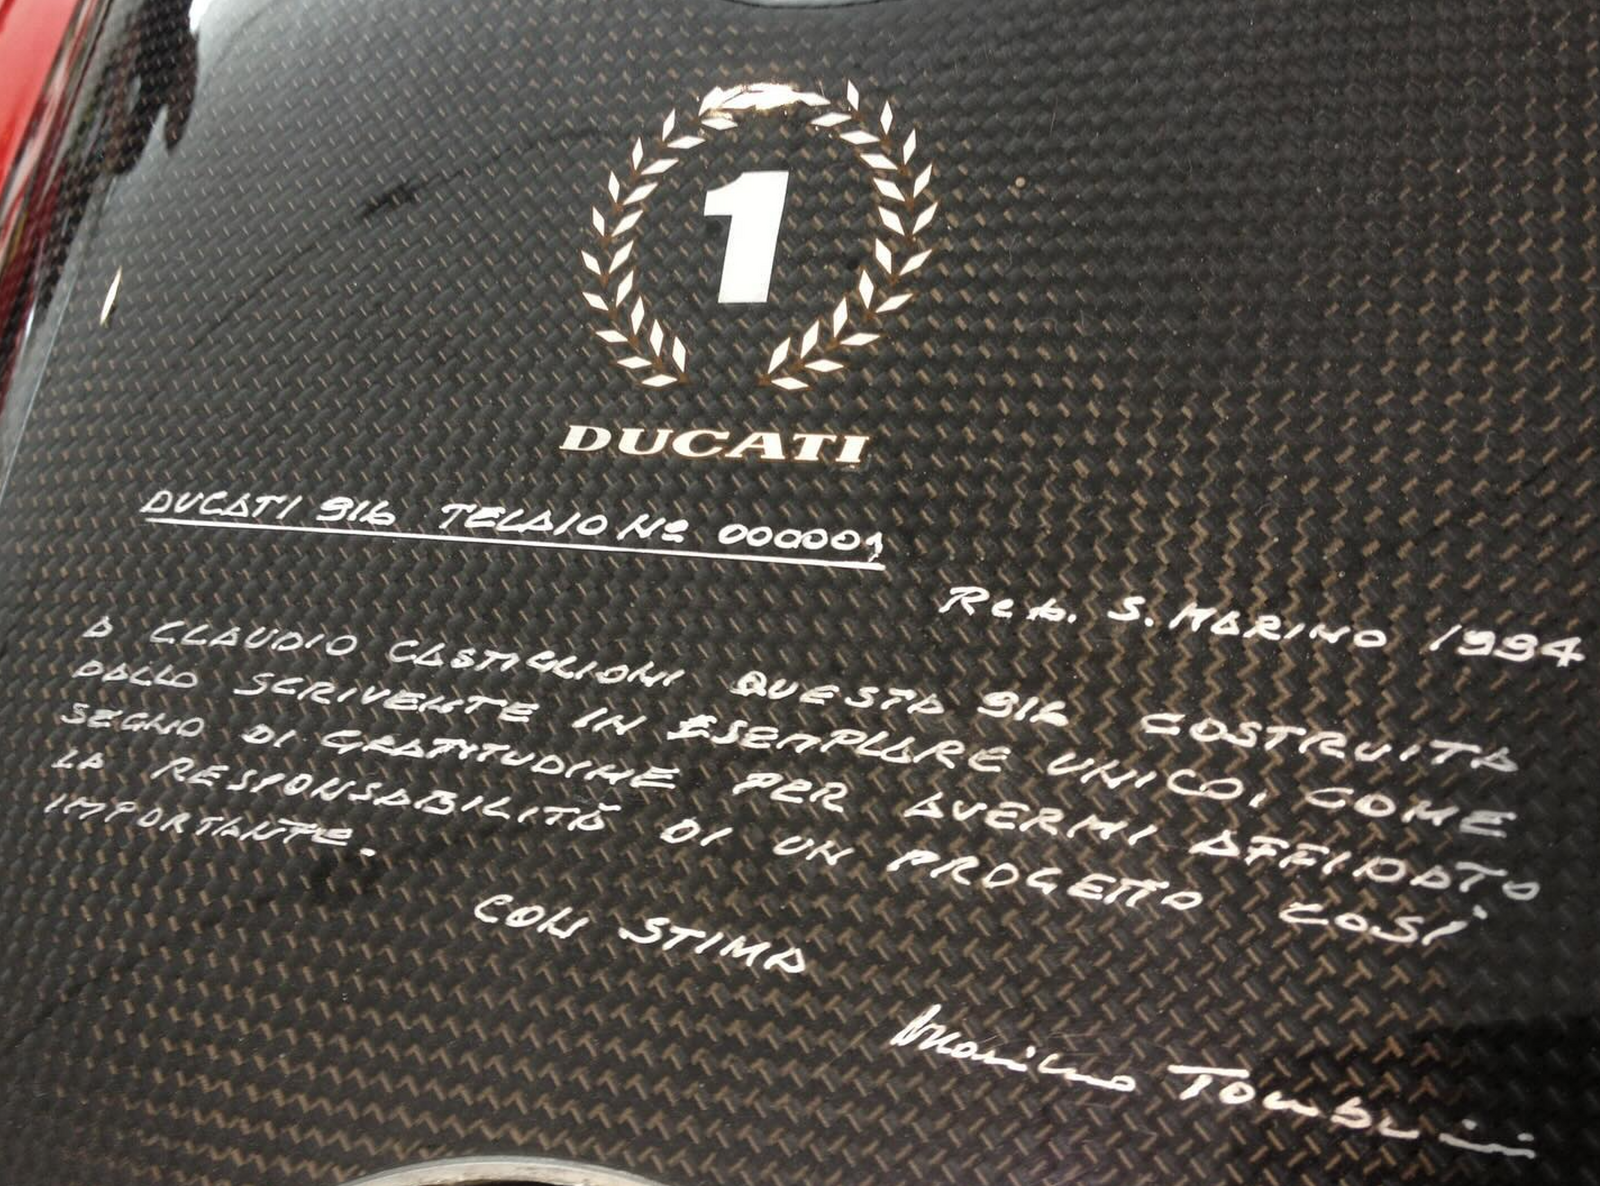 1
DUCATI
DUCATI 916 TELAIO Nº 000001
Rep. S. MARINO 1994
A CLAUDIO CASTIGLIONI QUESTA 916 COSTRUITA
DALLO SCRIVENTE IN ESEMPLARE UNICO, COME
SEGNO DI GRATITUDINE PER AVERMI AFFIDATO
LA RESPONSABILITÀ DI UN PROGETTO COSÌ
IMPORTANTE.
CON STIMA
Massimo Tamburini